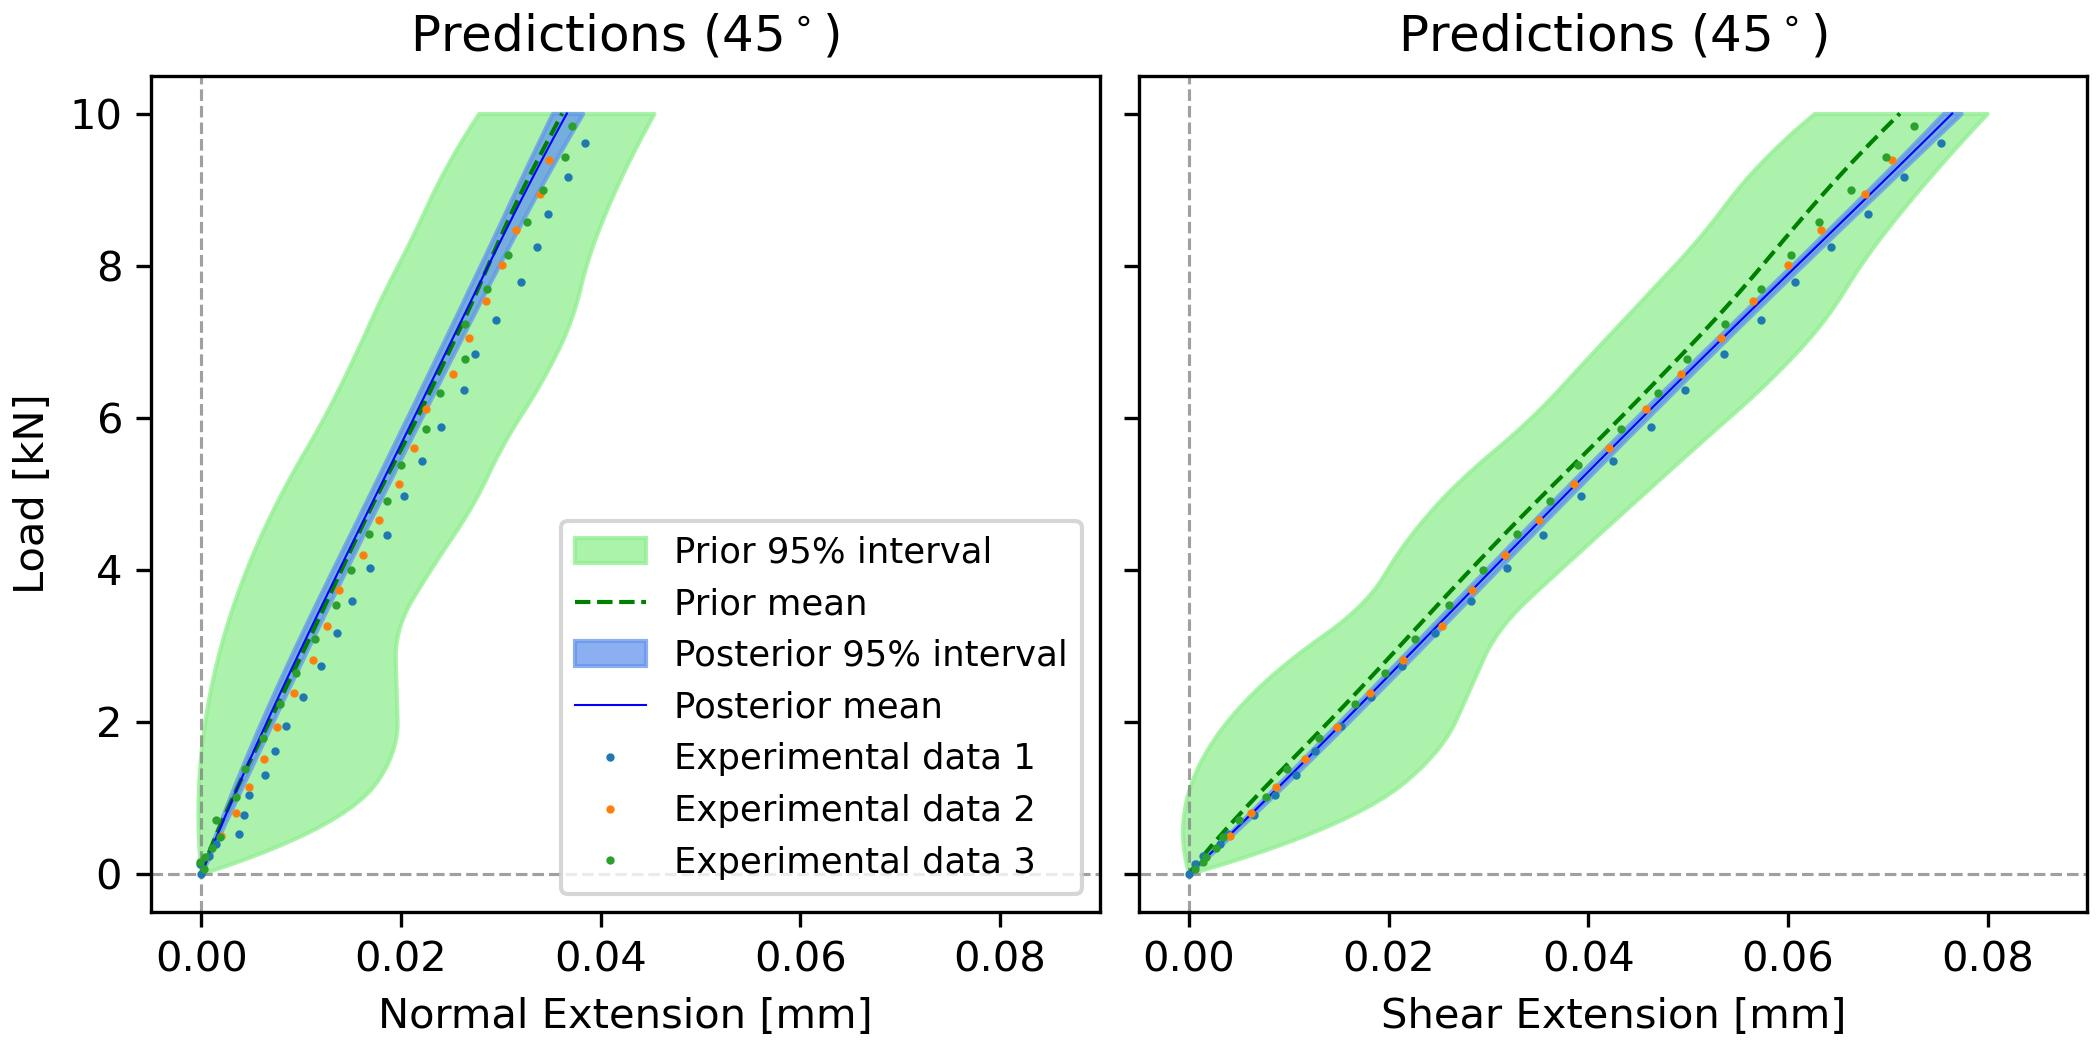 Predictions (45°)
Predictions (45°)
Load [kN]
10
8
6
4
2
0
Prior 95% interval
Prior mean
Posterior 95% interval
Posterior mean
Experimental data 1
Experimental data 2
Experimental data 3
0.00 0.02 0.04 0.06 0.08
0.00 0.02 0.04 0.06 0.08
Normal Extension [mm]
Shear Extension [mm]